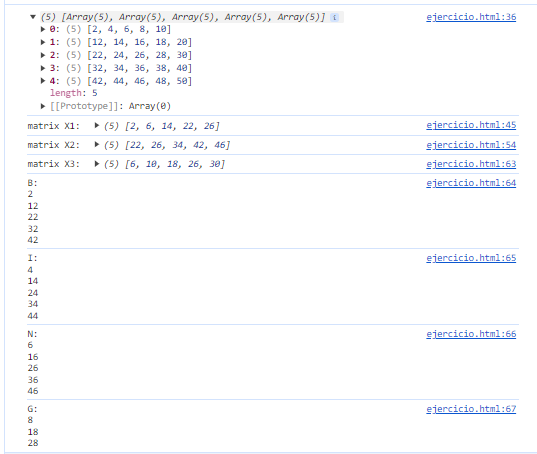 ▼ (5) [Array(5), Array(5), Array(5), Array(5), Array(5)] i ejercicio.html:36
▶ 0: (5) [2, 4, 6, 8, 10]
▶ 1: (5) [12, 14, 16, 18, 20]
▶ 2: (5) [22, 24, 26, 28, 30]
▶ 3: (5) [32, 34, 36, 38, 40]
▶ 4: (5) [42, 44, 46, 48, 50]
length: 5
▶ [[Prototype]]: Array(0)
matrix X1: ▶ (5) [2, 6, 14, 22, 26] ejercicio.html:45
matrix X2: ▶ (5) [22, 26, 34, 42, 46] ejercicio.html:54
matrix X3: ▶ (5) [6, 10, 18, 26, 30] ejercicio.html:63
B: ejercicio.html:64
2
12
22
32
42
I: ejercicio.html:65
4
14
24
34
44
N: ejercicio.html:66
6
16
26
36
46
G: ejercicio.html:67
8
18
28